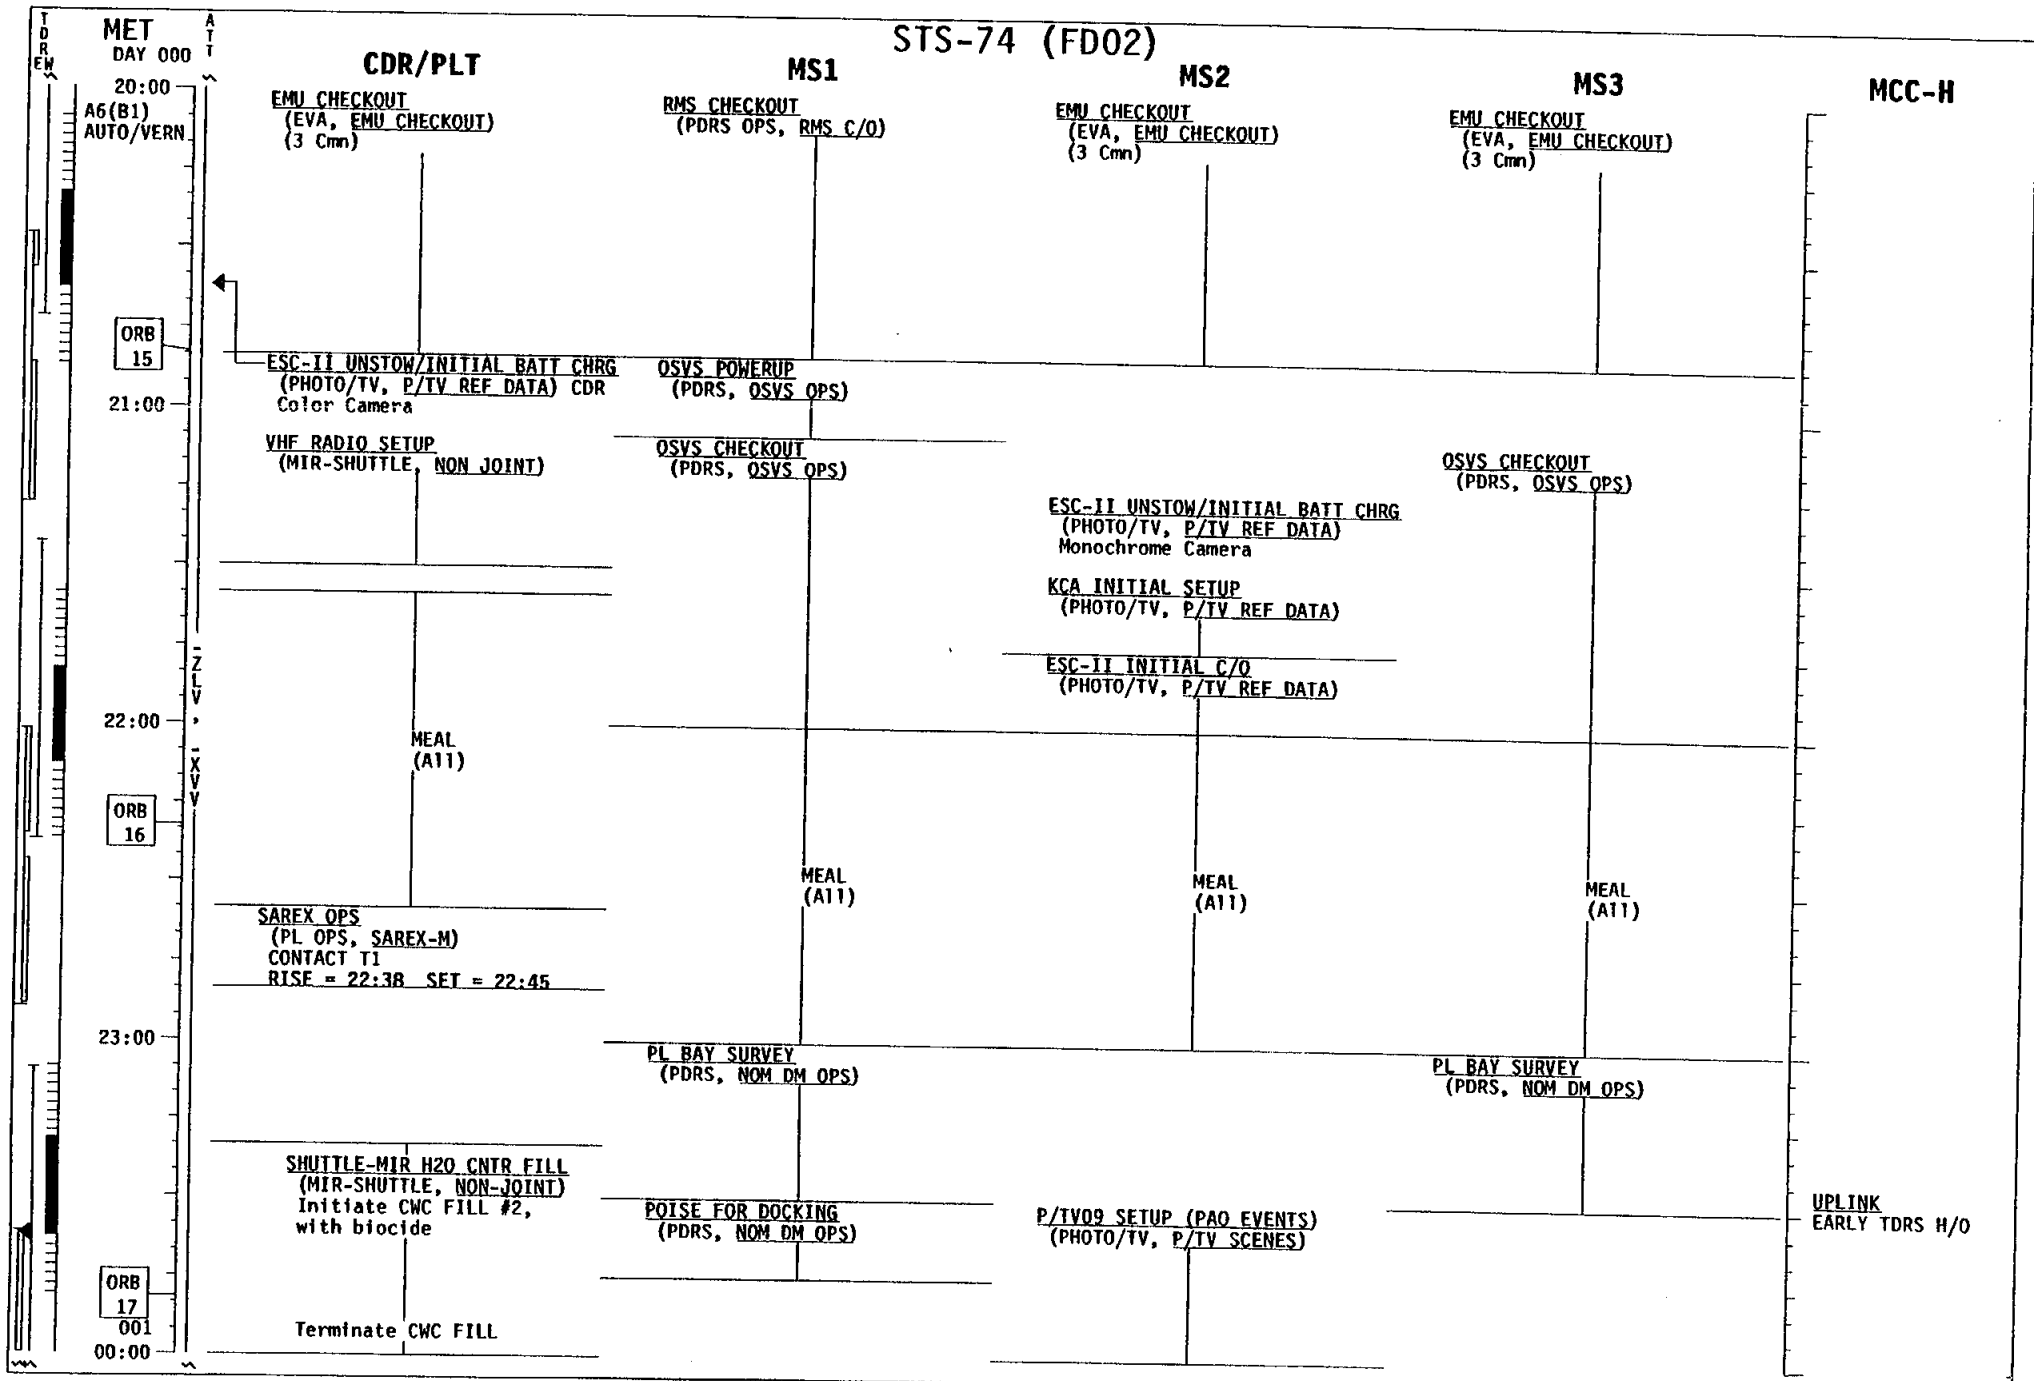 STS-74 (FD02)
TDRE W
MET
DAY 000
ATT
CDR/PLT
MS1
MS2
MS3
MCC-H
20:00
A6(B1)
AUTO/VERN
ORB
15
21:00
22:00
ORB
16
23:00
ORB
17
001
00:00
-ZLV, -XVV
EMU CHECKOUT
(EVA, EMU CHECKOUT)
(3 Cmn)
ESC-II UNSTOW/INITIAL BATT CHRG
(PHOTO/TV, P/TV REF DATA) CDR
Color Camera
VHF RADIO SETUP
(MIR-SHUTTLE, NON JOINT)
MEAL
(All)
SAREX OPS
(PL OPS, SAREX-M)
CONTACT T1
RISE = 22:38 SET = 22:45
SHUTTLE-MIR H2O CNTR FILL
(MIR-SHUTTLE, NON-JOINT)
Initiate CWC FILL #2,
with biocide
Terminate CWC FILL
RMS CHECKOUT
(PDRS OPS, RMS C/O)
OSVS POWERUP
(PDRS, OSVS OPS)
OSVS CHECKOUT
(PDRS, OSVS OPS)
MEAL
(All)
PL BAY SURVEY
(PDRS, NOM DM OPS)
POISE FOR DOCKING
(PDRS, NOM DM OPS)
EMU CHECKOUT
(EVA, EMU CHECKOUT)
(3 Cmn)
ESC-II UNSTOW/INITIAL BATT CHRG
(PHOTO/TV, P/TV REF DATA)
Monochrome Camera
KCA INITIAL SETUP
(PHOTO/TV, P/TV REF DATA)
ESC-II INITIAL C/O
(PHOTO/TV, P/TV REF DATA)
MEAL
(All)
P/TV09 SETUP (PAO EVENTS)
(PHOTO/TV, P/TV SCENES)
EMU CHECKOUT
(EVA, EMU CHECKOUT)
(3 Cmn)
OSVS CHECKOUT
(PDRS, OSVS OPS)
MEAL
(All)
PL BAY SURVEY
(PDRS, NOM DM OPS)
UPLINK
EARLY TDRS H/O